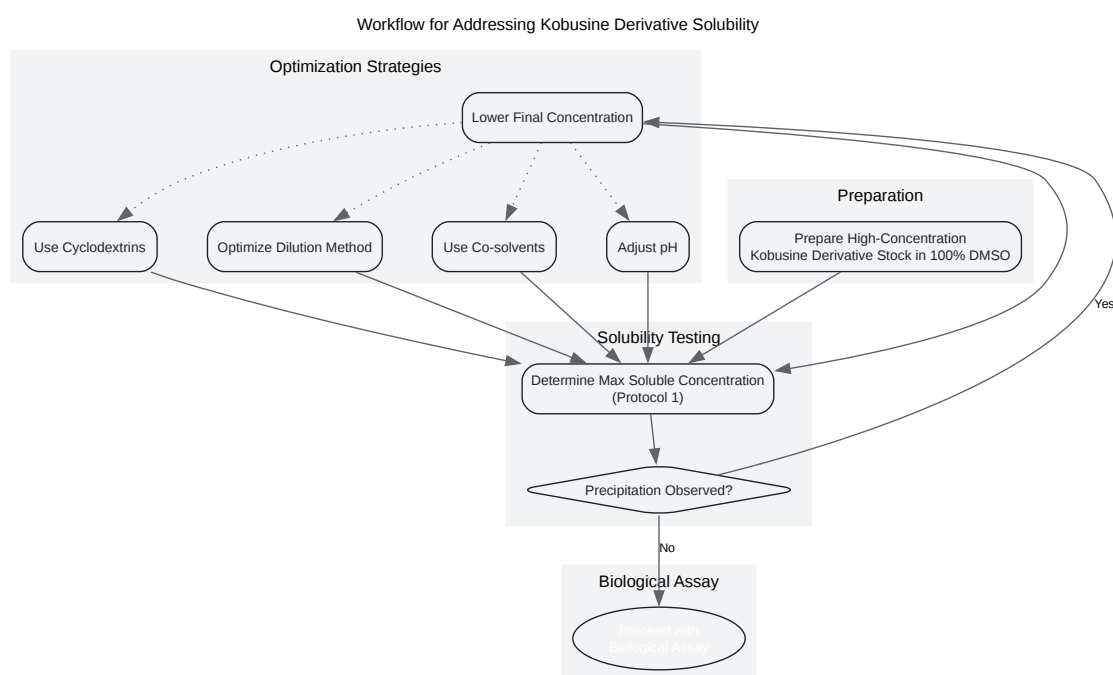 Workflow for Addressing Kobusine Derivative Solubility
Optimization Strategies
Lower Final Concentration
Preparation
Use Cyclodextrins
Optimize Dilution Method
Use Co-solvents
Adjust pH
Prepare High-Concentration
Kobusine Derivative Stock in 100% DMSO
Yes
Solubility Testing
Determine Max Soluble Concentration
(Protocol 1)
Precipitation Observed?
No
Biological Assay
Proceed with
Biological Assay